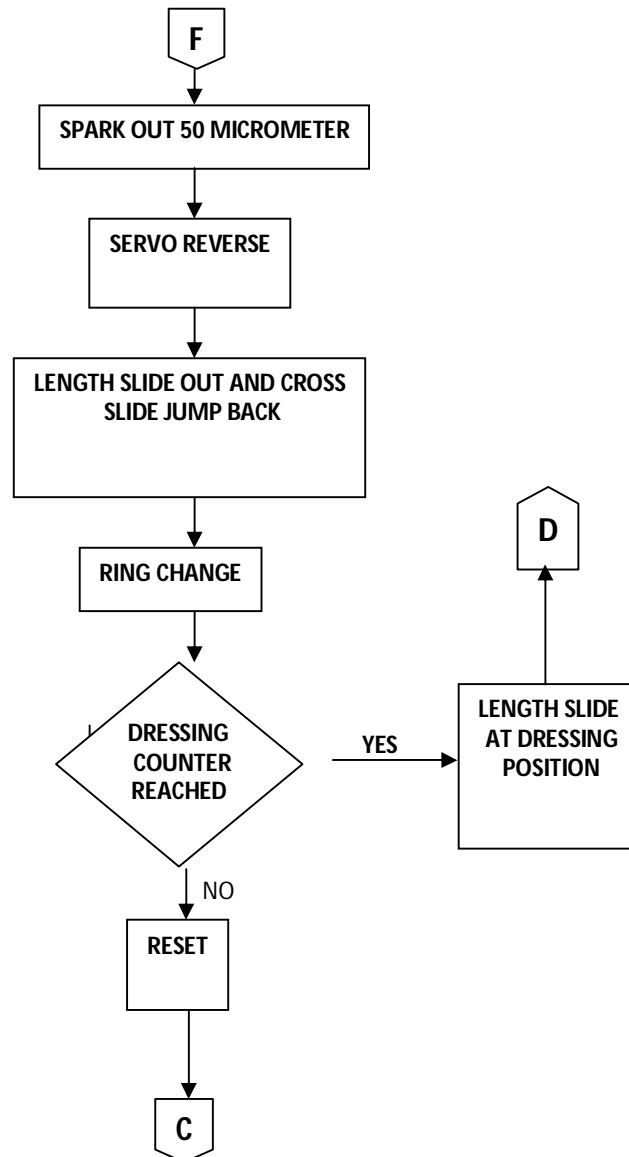 F
SPARK OUT 50 MICROMETER
SERVO REVERSE
LENGTH SLIDE OUT AND CROSS
SLIDE JUMP BACK
RING CHANGE
DRESSING
COUNTER
REACHED
YES
LENGTH SLIDE
AT DRESSING
POSITION
D
NO
RESET
C